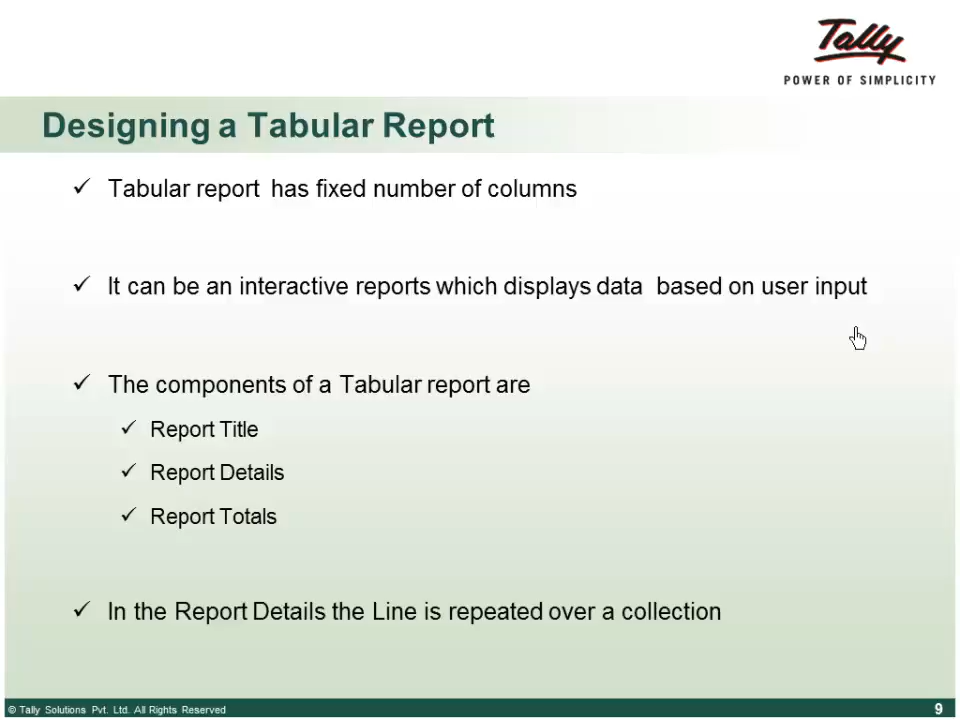 Tally
POWER OF SIMPLICITY
Designing a Tabular Report
✓ Tabular report has fixed number of columns
✓ It can be an interactive reports which displays data based on user input
✓ The components of a Tabular report are
✓ Report Title
✓ Report Details
✓ Report Totals
✓ In the Report Details the Line is repeated over a collection
© Tally Solutions Pvt. Ltd. All Rights Reserved
9